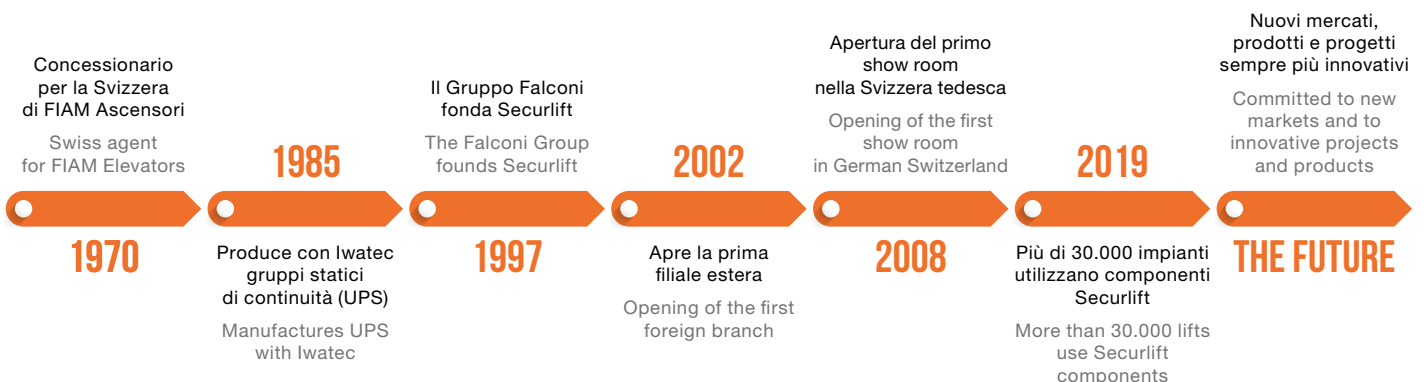 Concessionario
per la Svizzera
di FIAM Ascensori
Swiss agent
for FIAM Elevators
1970
1985
Produce con Iwatec
gruppi statici
di continuità (UPS)
Manufactures UPS
with Iwatec
Il Gruppo Falconi
fonda Securlift
The Falconi Group
founds Securlift
1997
2002
Apre la prima
filiale estera
Opening of the first
foreign branch
Apertura del primo
show room
nella Svizzera tedesca
Opening of the first
show room
in German Switzerland
2008
2019
Più di 30.000 impianti
utilizzano componenti
Securlift
More than 30.000 lifts
use Securlift
components
Nuovi mercati,
prodotti e progetti
sempre più innovativi
Committed to new
markets and to
innovative projects
and products
THE FUTURE